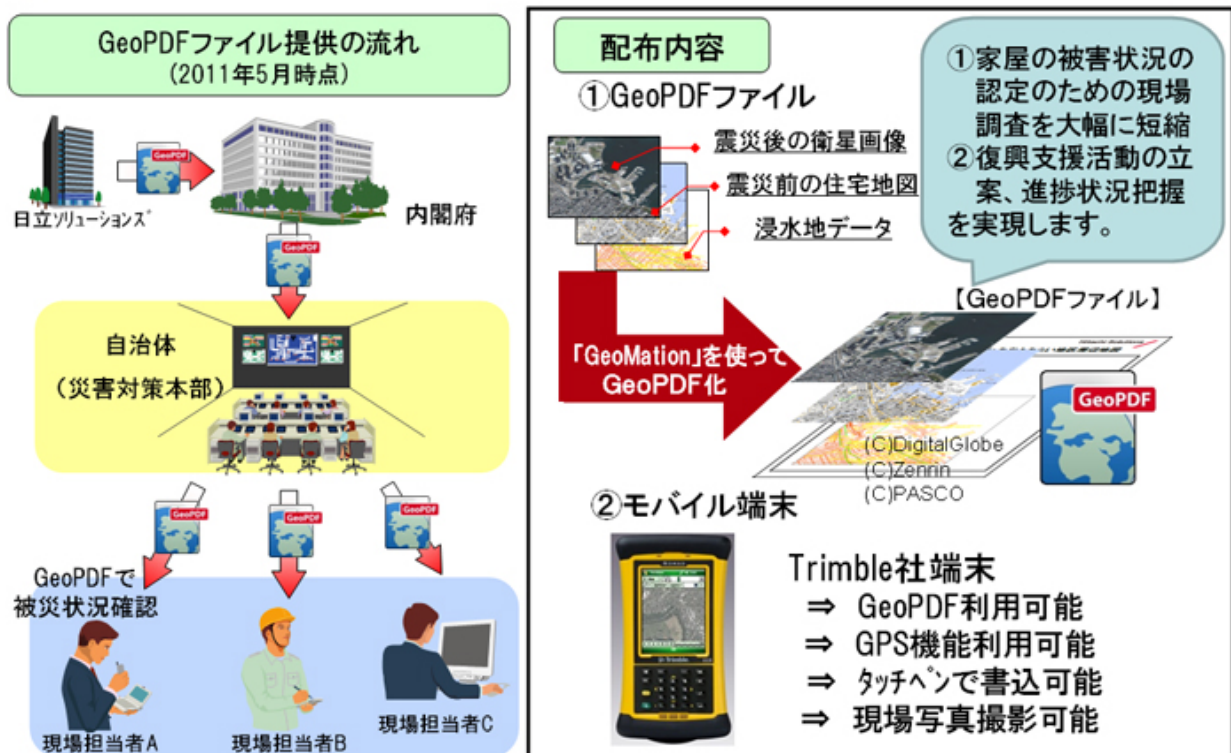 GeoPDFファイル提供の流れ
(2011年5月時点)
GeoPDF
日立ソリューションズ
内閣府
GeoPDF
自治体
(災害対策本部)
GeoPDF
GeoPDF
GeoPDF
GeoPDFで
被災状況確認
現場担当者A
現場担当者B
現場担当者C
配布内容
①GeoPDFファイル
震災後の衛星画像
震災前の住宅地図
浸水地データ
①家屋の被害状況の
認定のための現場
調査を大幅に短縮
②復興支援活動の立
案、進捗状況把握
を実現します。
【GeoPDFファイル】
「GeoMation」を使って
GeoPDF化
GeoPDF
(C)DigitalGlobe
(C)Zenrin
(C)PASCO
②モバイル端末
Trimble
Trimble社端末
⇒ GeoPDF利用可能
⇒ GPS機能利用可能
⇒ タッチペンで書込可能
⇒ 現場写真撮影可能